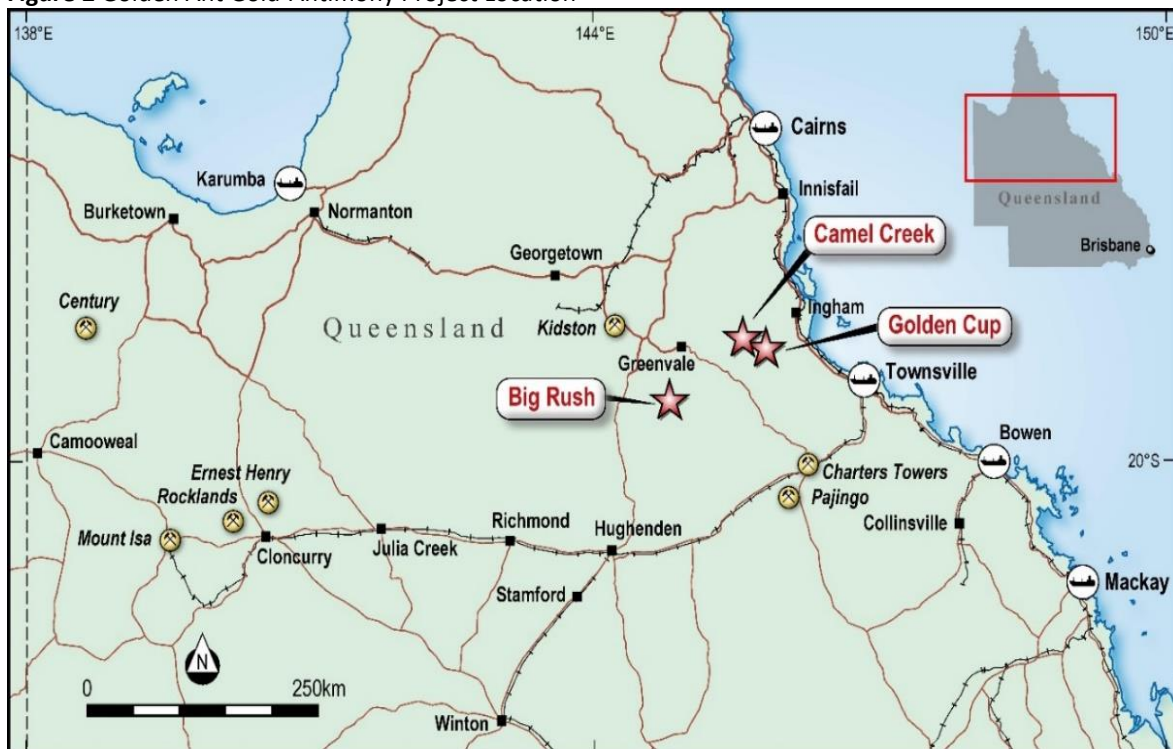 Figure 2 Golden Ant Gold-Antimony Project Location
138°E
144°E
150°E
Cairns
Karumba
Innisfail
Burketown
Normanton
Queensland
Brisbane
Camel Creek
Georgetown
Century
Queensland
Kidston
Ingham
Golden Cup
Greenvale
Townsville
Big Rush
Bowen
Camooweal
20°S
Ernest Henry
Charters Towers
Rocklands
Pajingo
Richmond
Hughenden
Collinsville
Mount Isa
Cloncurry
Julia Creek
Stamford
Mackay
N
0
250km
Winton